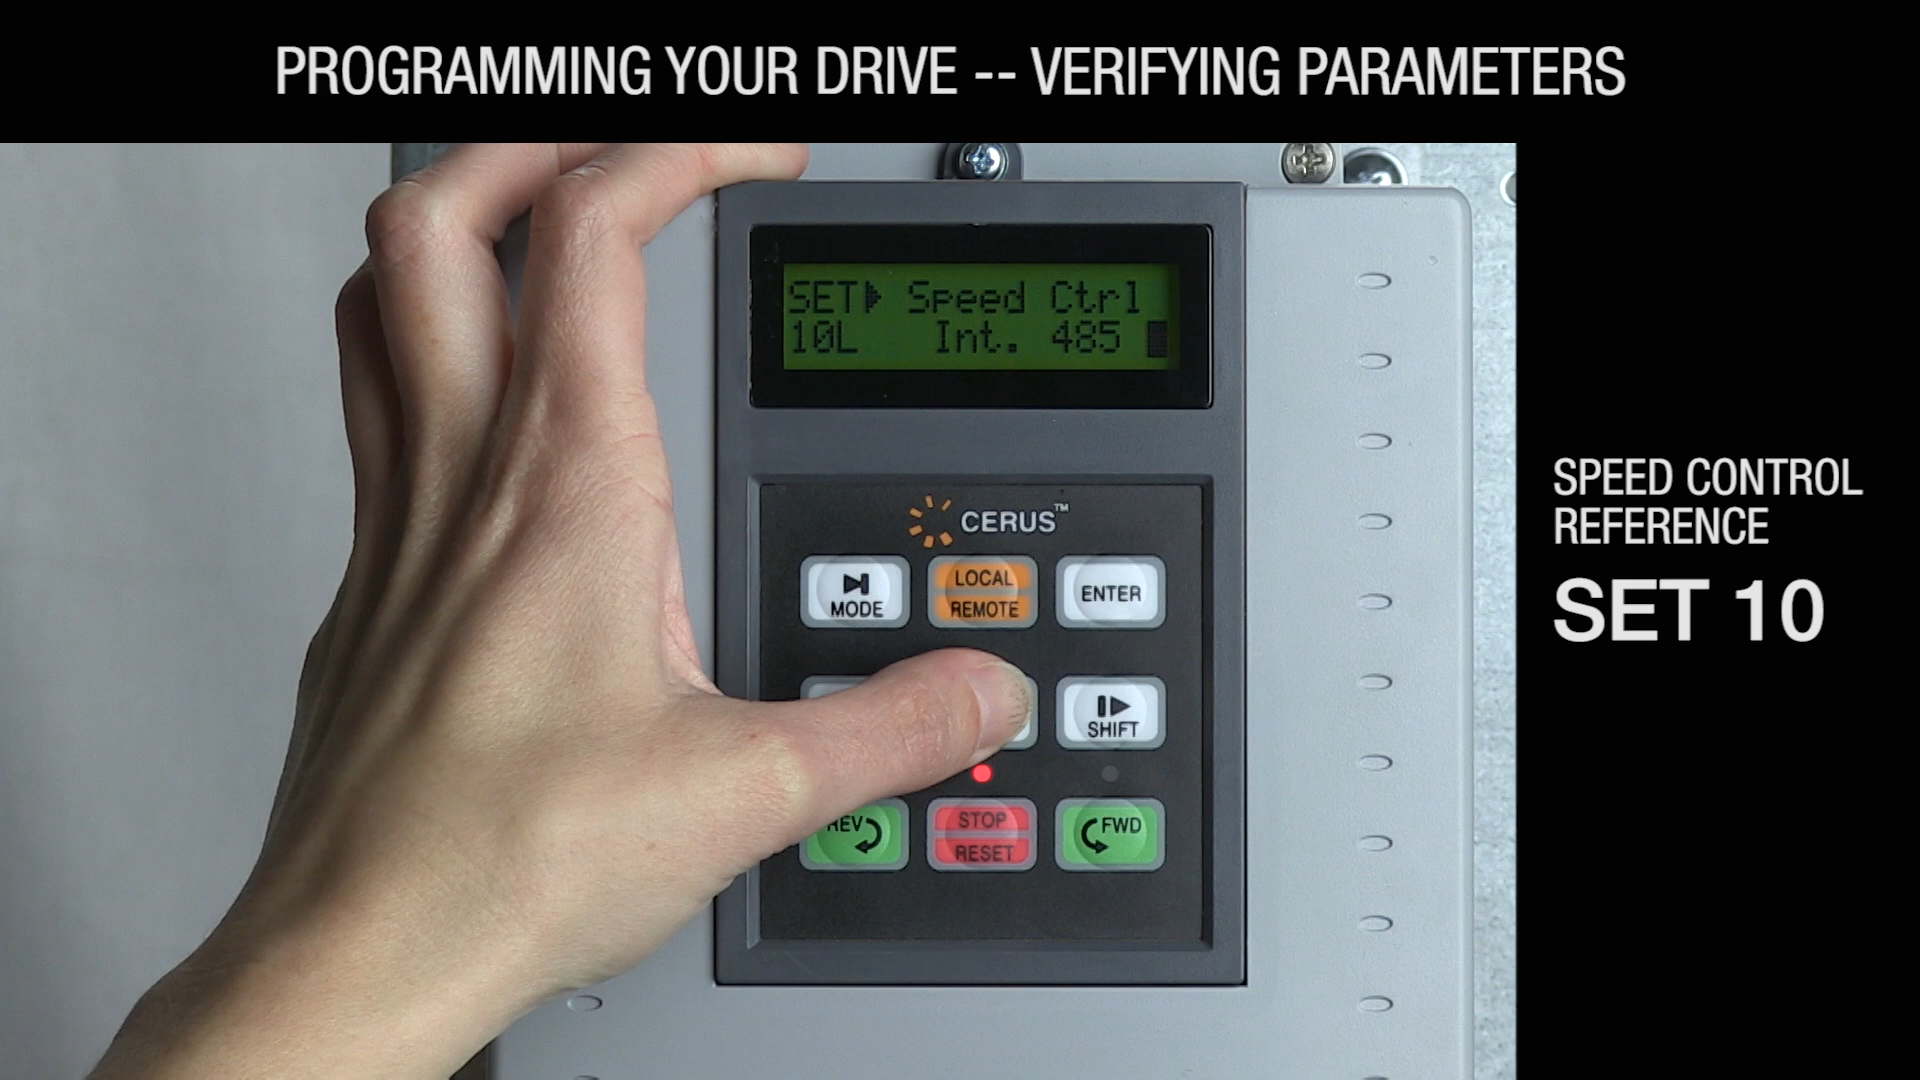 PROGRAMMING YOUR DRIVE -- VERIFYING PARAMETERS
SET Speed Ctrl
10L Int. 485
CERUS™
MODE
LOCAL
REMOTE
ENTER
SHIFT
REV
STOP
RESET
FWD
SPEED CONTROL
REFERENCE
SET 10